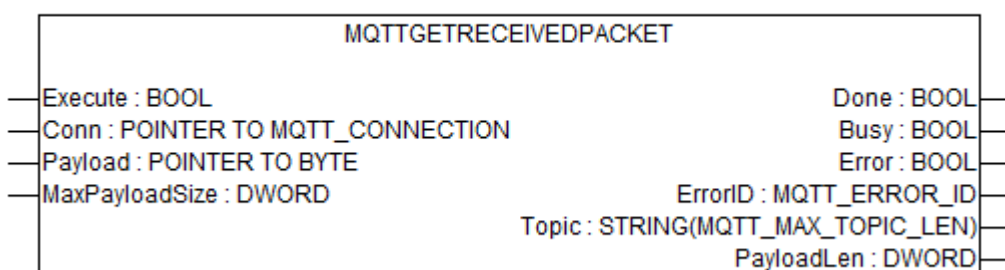 MQTTGETRECEIVEDPACKET
Execute : BOOL Done : BOOL
Conn : POINTER TO MQTT_CONNECTION Busy : BOOL
Payload : POINTER TO BYTE Error : BOOL
MaxPayloadSize : DWORD ErrorID : MQTT_ERROR_ID
Topic : STRING(MQTT_MAX_TOPIC_LEN)
PayloadLen : DWORD